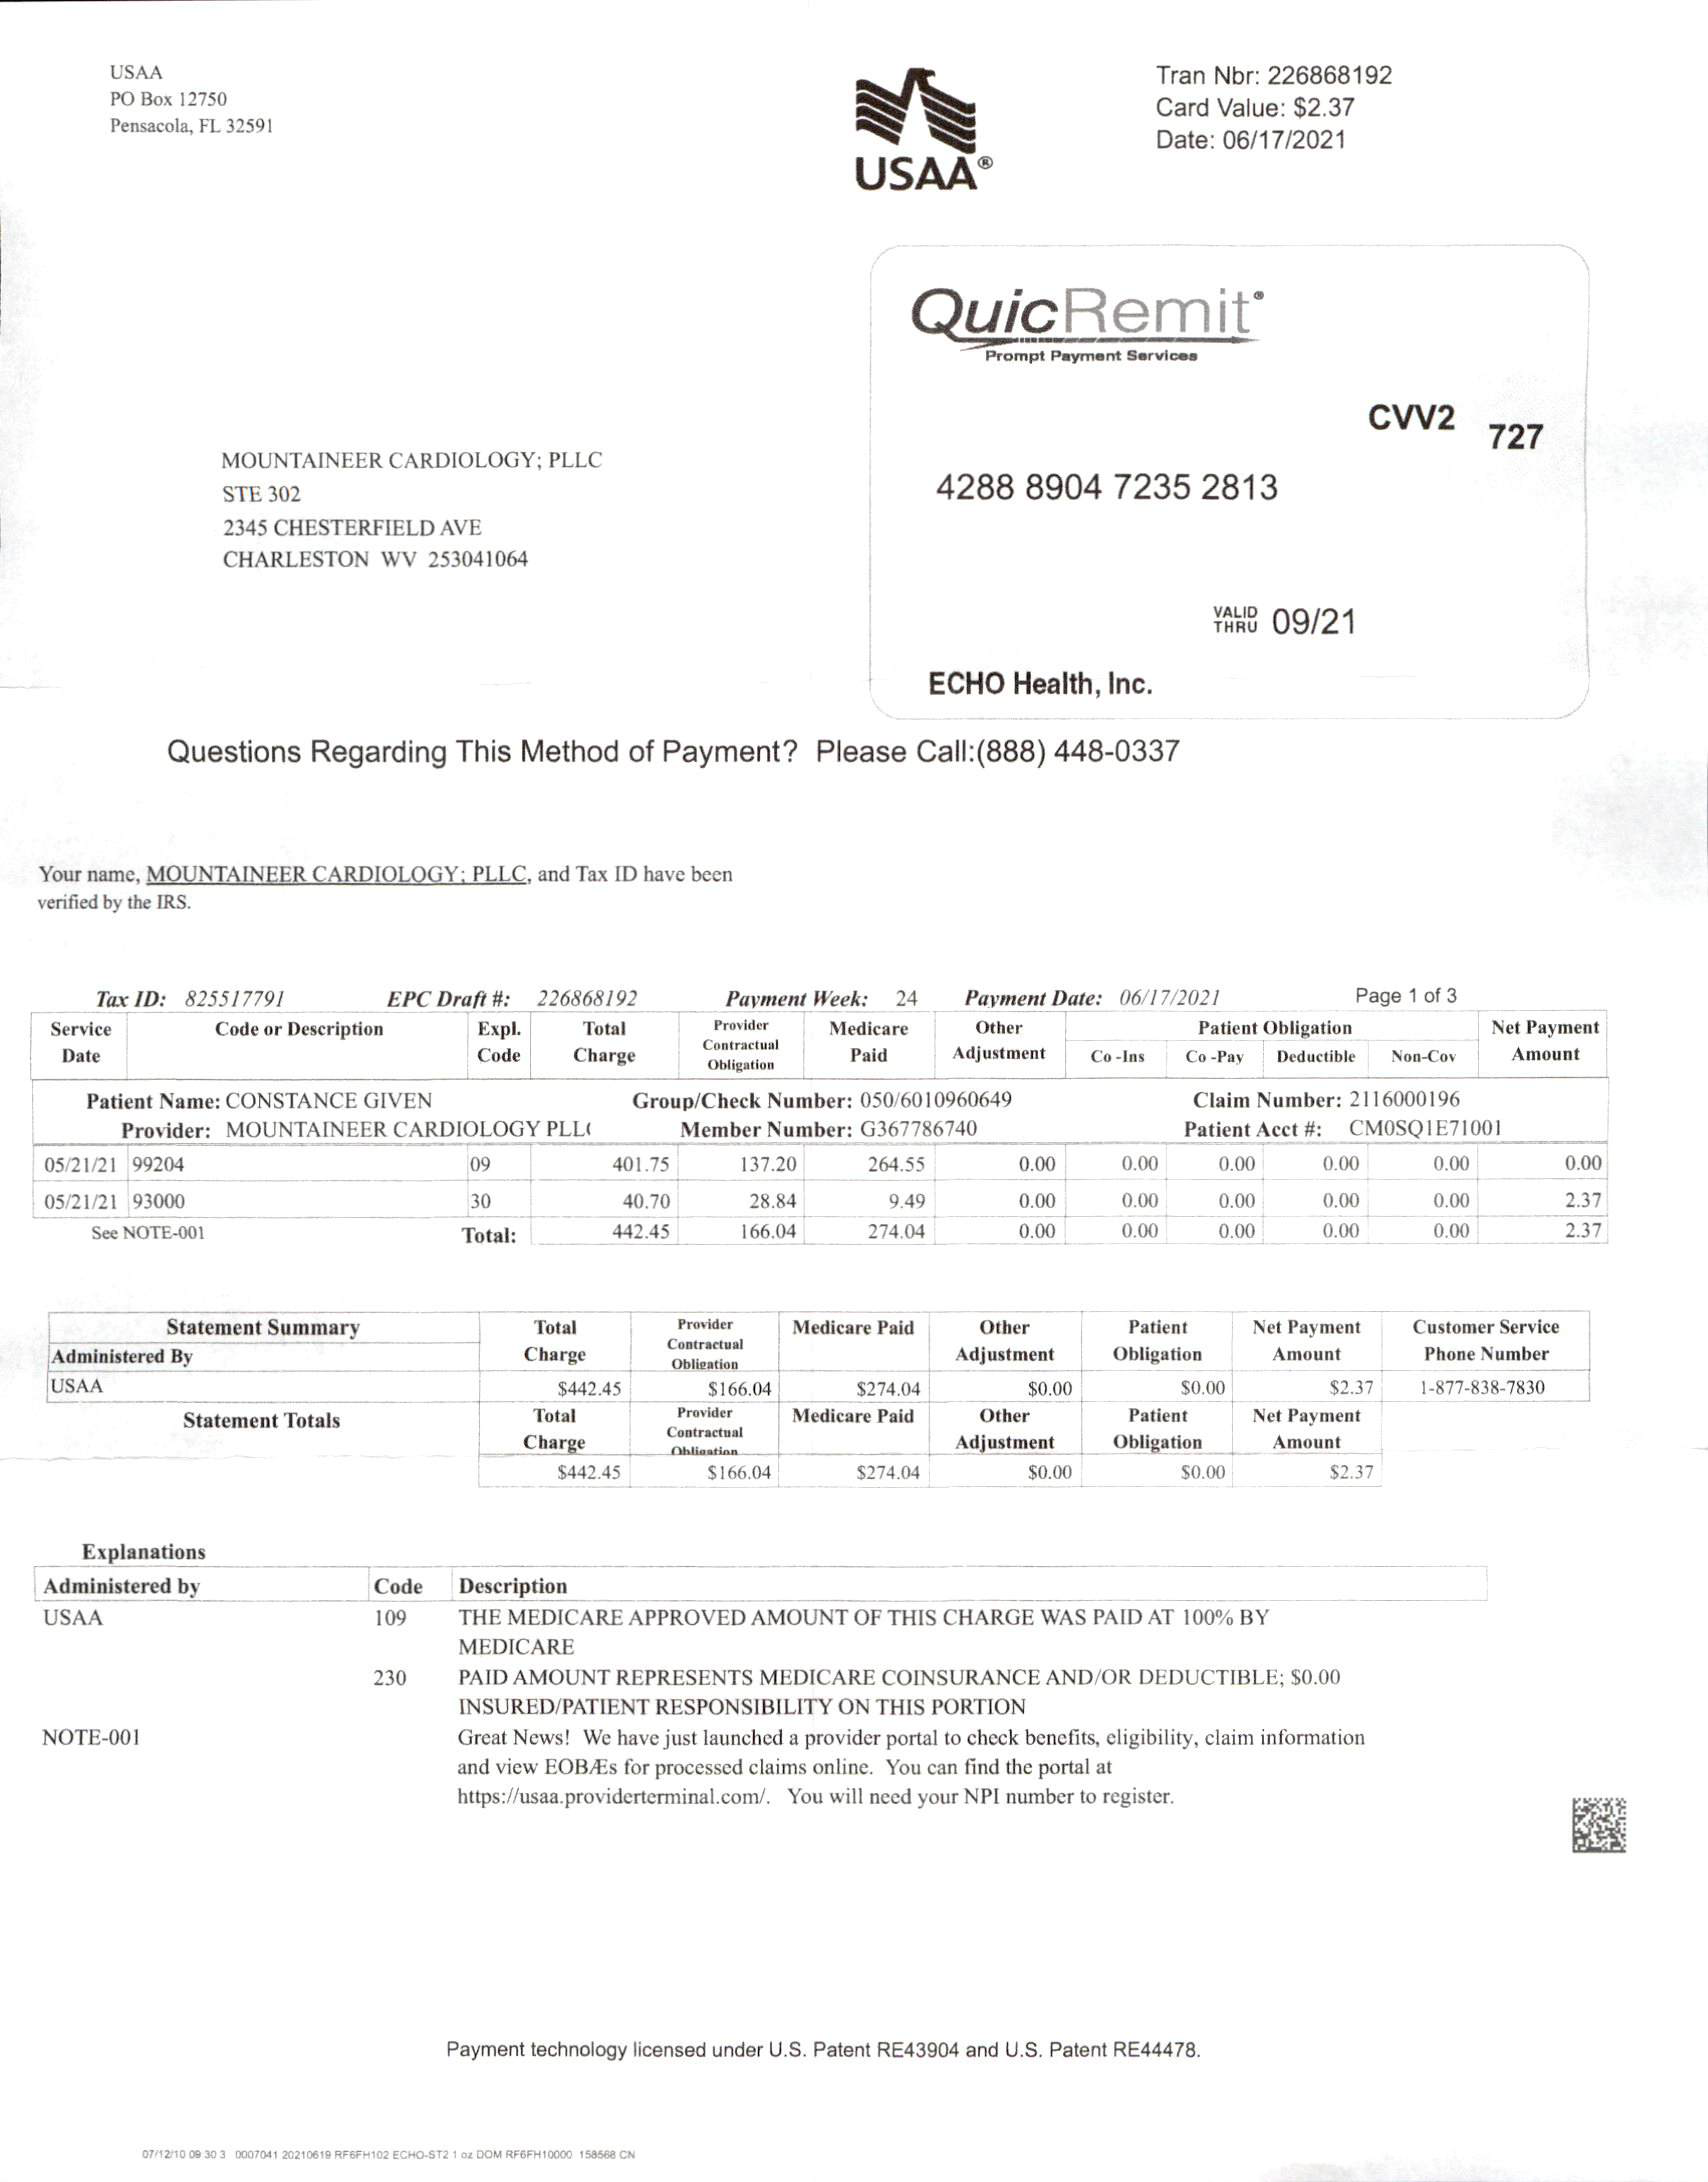 USAA
PO Box 12750
Pensacola, FL 32591
USAA®
Tran Nbr: 226868192
Card Value: $2.37
Date: 06/17/2021
QuicRemit®
Prompt Payment Services
CVV2 727
4288 8904 7235 2813
VALID THRU 09/21
ECHO Health, Inc.
MOUNTAINEER CARDIOLOGY; PLLC
STE 302
2345 CHESTERFIELD AVE
CHARLESTON WV 253041064
Questions Regarding This Method of Payment? Please Call:(888) 448-0337
Your name, MOUNTAINEER CARDIOLOGY; PLLC, and Tax ID have been
verified by the IRS.
Tax ID: 825517791 EPC Draft #: 226868192 Payment Week: 24 Payment Date: 06/17/2021 Page 1 of 3
Service Date Code or Description Expl. Code Total Charge Provider Contractual Obligation Medicare Paid Other Adjustment Patient Obligation Co -Ins Co -Pay Deductible Non-Cov Net Payment Amount
Patient Name: CONSTANCE GIVEN Group/Check Number: 050/6010960649 Claim Number: 2116000196
Provider: MOUNTAINEER CARDIOLOGY PLL Member Number: G367786740 Patient Acct #: CM0SQ1E71001
05/21/21 99204 09 401.75 137.20 264.55 0.00 0.00 0.00 0.00 0.00 0.00
05/21/21 93000 30 40.70 28.84 9.49 0.00 0.00 0.00 0.00 0.00 2.37
See NOTE-001 Total: 442.45 166.04 274.04 0.00 0.00 0.00 0.00 0.00 2.37
Statement Summary Total Charge Provider Contractual Obligation Medicare Paid Other Adjustment Patient Obligation Net Payment Amount Customer Service Phone Number
Administered By
USAA $442.45 $166.04 $274.04 $0.00 $0.00 $2.37 1-877-838-7830
Statement Totals Total Charge Provider Contractual Obligation Medicare Paid Other Adjustment Patient Obligation Net Payment Amount
$442.45 $166.04 $274.04 $0.00 $0.00 $2.37
Explanations
Administered by Code Description
USAA 109 THE MEDICARE APPROVED AMOUNT OF THIS CHARGE WAS PAID AT 100% BY
MEDICARE
230 PAID AMOUNT REPRESENTS MEDICARE COINSURANCE AND/OR DEDUCTIBLE; $0.00
INSURED/PATIENT RESPONSIBILITY ON THIS PORTION
NOTE-001 Great News! We have just launched a provider portal to check benefits, eligibility, claim information
and view EOBÆs for processed claims online. You can find the portal at
https://usaa.providerterminal.com/. You will need your NPI number to register.
Payment technology licensed under U.S. Patent RE43904 and U.S. Patent RE44478.
07/12/10 09 30 3 0007041 20210619 RF6FH102 ECHO-ST2 1 oz DOM RF6FH10000 158568 CN